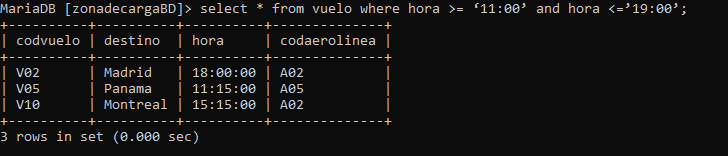 MariaDB [zonadecargaBD]> select * from vuelo where hora >= ‘11:00’ and hora <=’19:00’;
+----------+----------+----------+--------------+
| codvuelo | destino  | hora     | codaerolinea |
+----------+----------+----------+--------------+
| V02      | Madrid   | 18:00:00 | A02          |
| V05      | Panama   | 11:15:00 | A05          |
| V10      | Montreal | 15:15:00 | A02          |
+----------+----------+----------+--------------+
3 rows in set (0.000 sec)